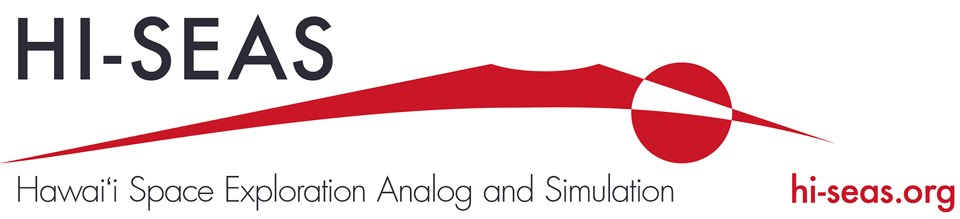 HI-SEAS
Hawai‘i Space Exploration Analog and Simulation
hi-seas.org